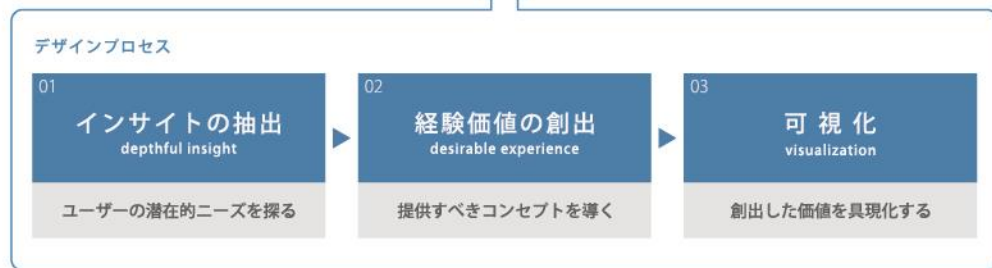 デザインプロセス
01
インサイトの抽出
depthful insight
ユーザーの潜在的ニーズを探る
02
経験価値の創出
desirable experience
提供すべきコンセプトを導く
03
可視化
visualization
創出した価値を具現化する